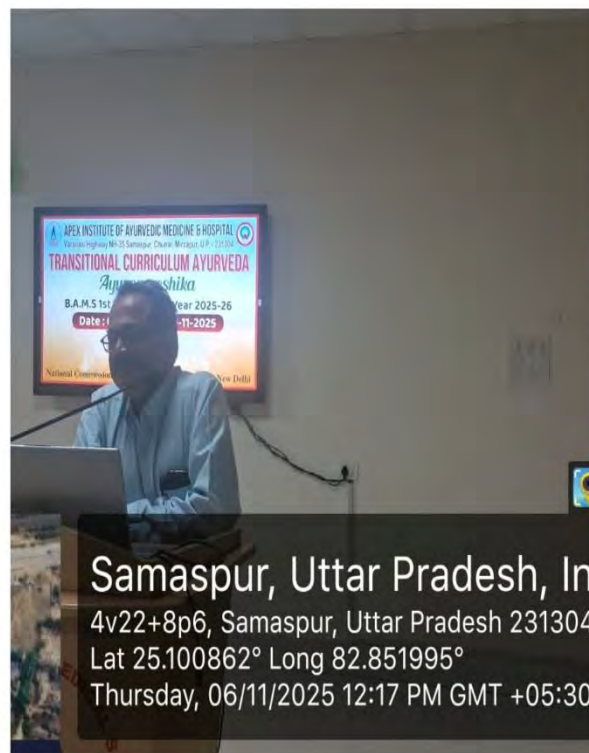 APEX INSTITUTE OF AYURVEDIC MEDICINE & HOSPITAL
Varanasi Highway NH-35 Samaspur, Chunar, Mirzapur, U.P. - 231304
TRANSITIONAL CURRICULUM AYURVEDA
B.A.M.S 1st Year 2025-26
Date : -11-2025
National Commission New Delhi
Samaspur, Uttar Pradesh, In
4v22+8p6, Samaspur, Uttar Pradesh 231304
Lat 25.100862° Long 82.851995°
Thursday, 06/11/2025 12:17 PM GMT +05:30